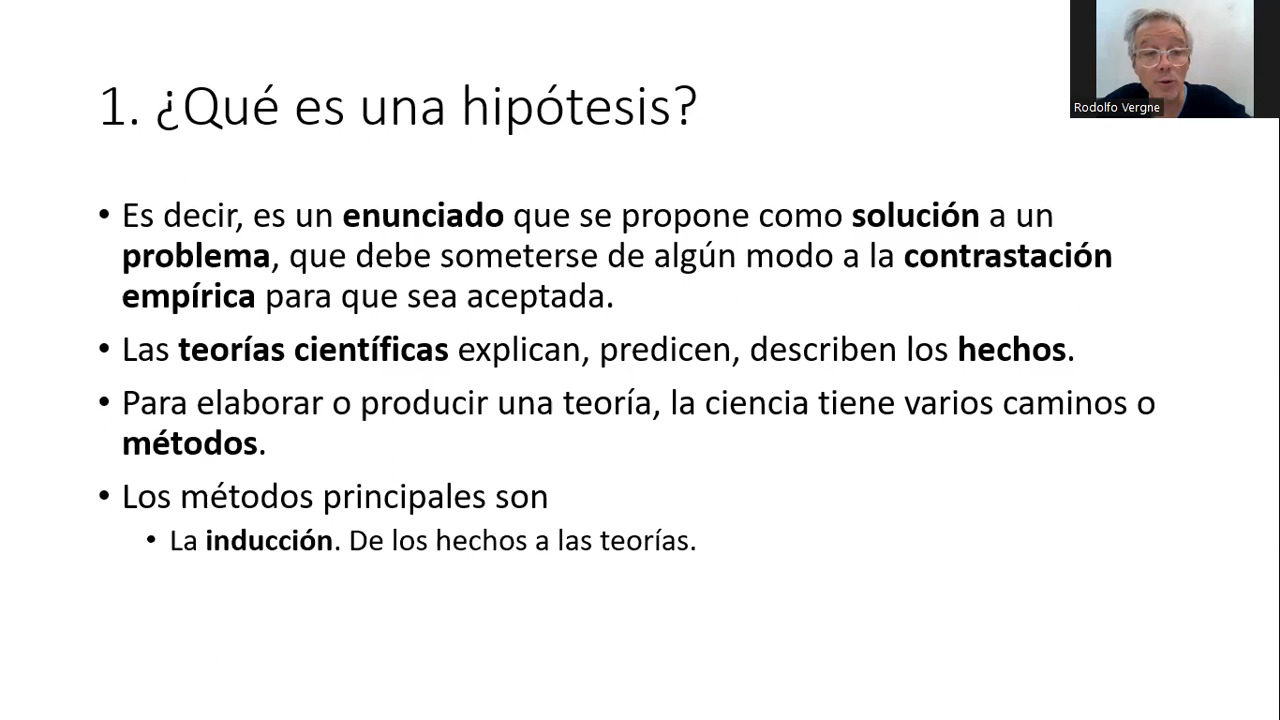 1. ¿Qué es una hipótesis?
Rodolfo Vergne
• Es decir, es un enunciado que se propone como solución a un
problema, que debe someterse de algún modo a la contrastación
empírica para que sea aceptada.
• Las teorías científicas explican, predicen, describen los hechos.
• Para elaborar o producir una teoría, la ciencia tiene varios caminos o
métodos.
• Los métodos principales son
• La inducción. De los hechos a las teorías.